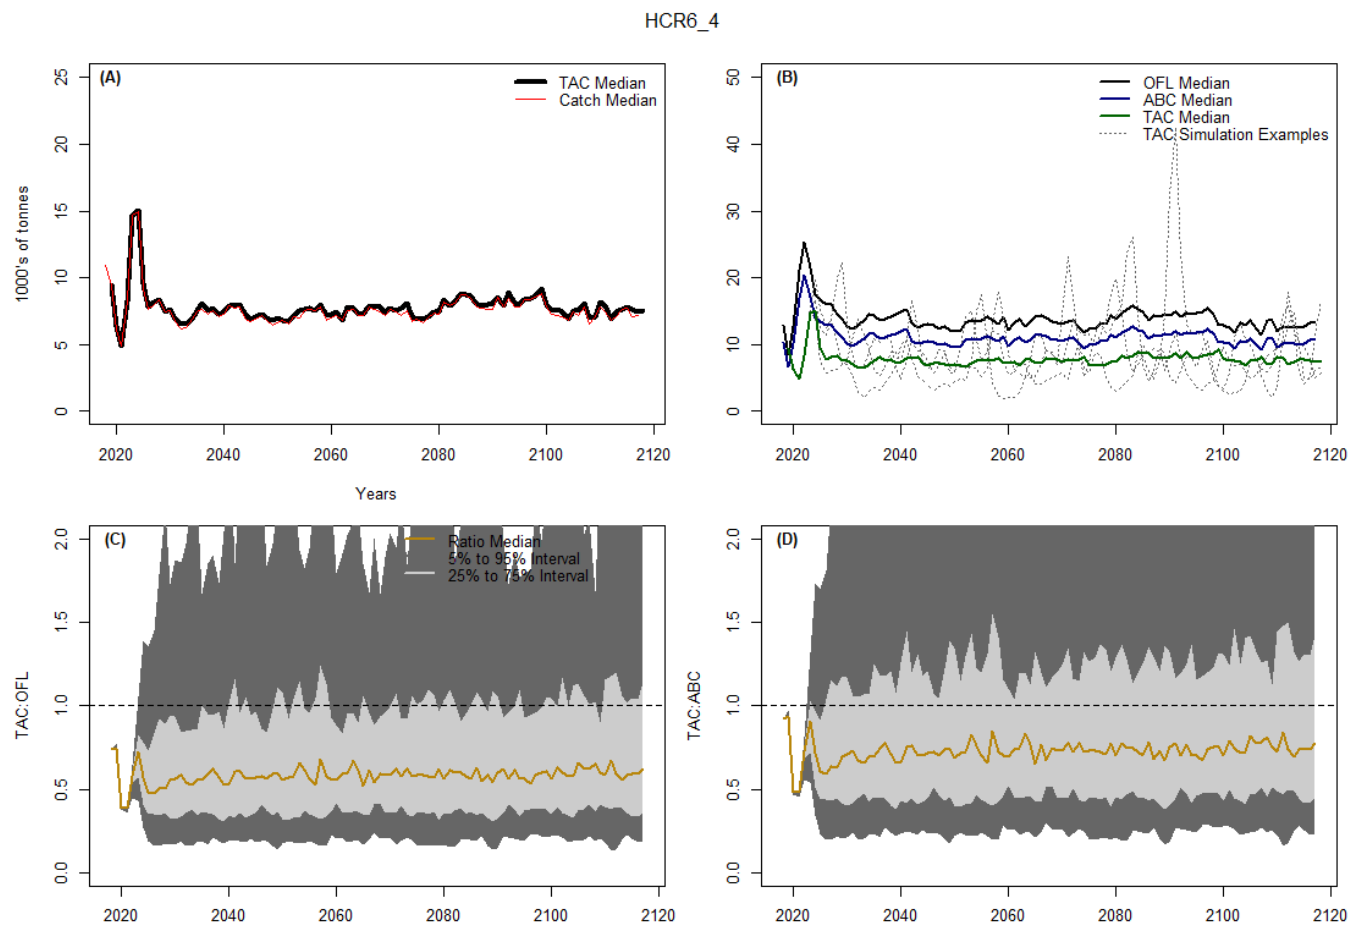 HCR6_4
(A)
TAC Median
Catch Median
25
20
15
10
5
0
1000's of tonnes
2020
2040
2060
2080
2100
2120
Years
(B)
OFL Median
ABC Median
TAC Median
TAC Simulation Examples
50
40
30
20
10
0
2020
2040
2060
2080
2100
2120
(C)
Ratio Median
5% to 95% Interval
25% to 75% Interval
2.0
1.5
1.0
0.5
0.0
TAC:OFL
2020
2040
2060
2080
2100
2120
(D)
2.0
1.5
1.0
0.5
0.0
TAC:ABC
2020
2040
2060
2080
2100
2120